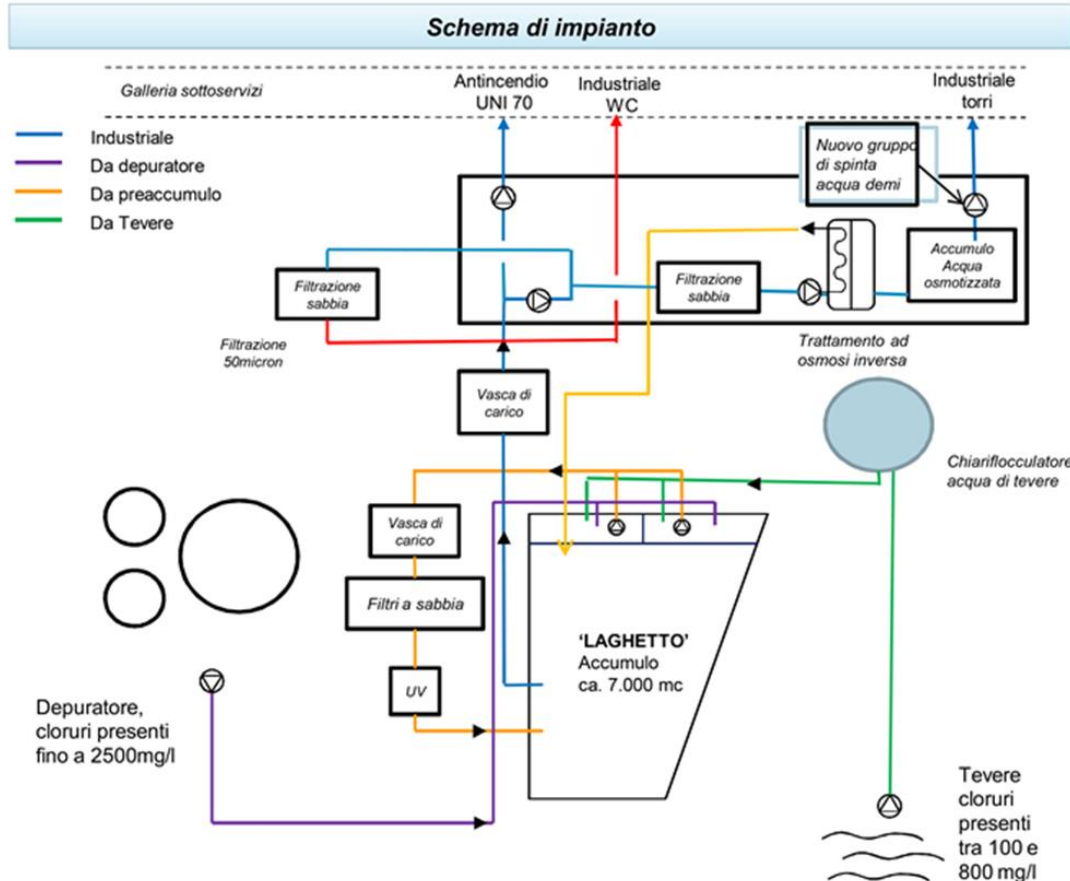 Schema di impianto
Galleria sottoservizi
Antincendio
UNI 70
Industriale
WC
Industriale
torri
Industriale
Da depuratore
Da preaccumulo
Da Tevere
Nuovo gruppo
di spinta
acqua demi
Filtrazione
sabbia
Filtrazione
sabbia
Accumulo
Acqua
osmotizzata
Filtrazione
50micron
Trattamento ad
osmosi inversa
Vasca di
carico
Chiariflocculatore
acqua di tevere
Vasca di
carico
Filtri a sabbia
UV
‘LAGHETTO’
Accumulo
ca. 7.000 mc
Depuratore,
cloruri presenti
fino a 2500mg/l
Tevere
cloruri
presenti
tra 100 e
800 mg/l